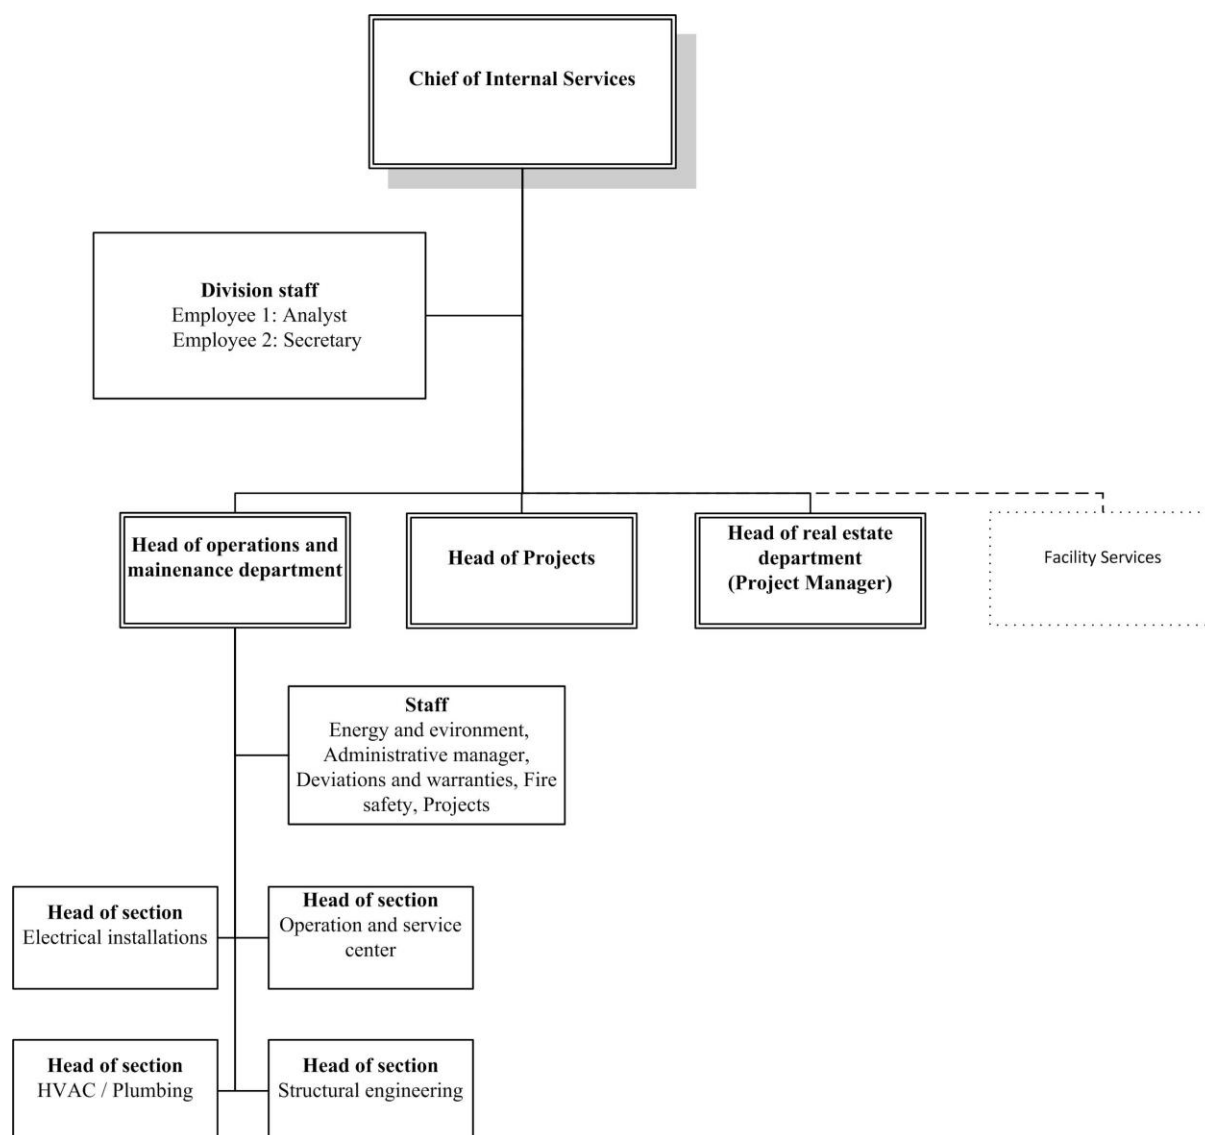 Chief of Internal Services
Division staff
Employee 1: Analyst
Employee 2: Secretary
Head of operations and
mainenance department
Head of Projects
Head of real estate
department
(Project Manager)
Facility Services
Staff
Energy and evironment,
Administrative manager,
Deviations and warranties, Fire
safety, Projects
Head of section
Electrical installations
Head of section
Operation and service
center
Head of section
HVAC / Plumbing
Head of section
Structural engineering